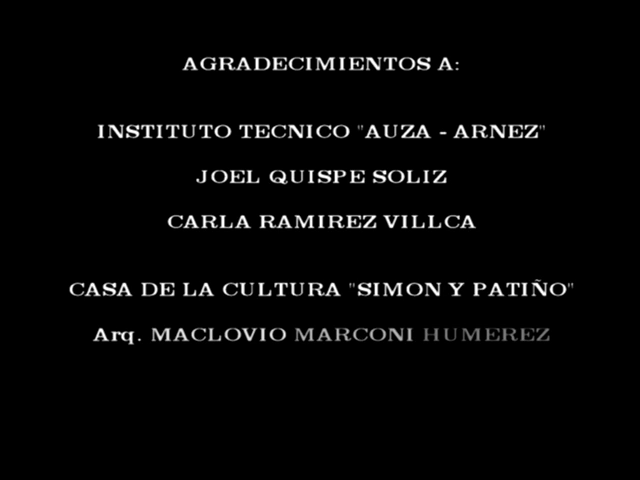 AGRADECIMIENTOS A:
INSTITUTO TECNICO "AUZA - ARNEZ"
JOEL QUISPE SOLIZ
CARLA RAMIREZ VILLCA
CASA DE LA CULTURA "SIMON Y PATIÑO"
Arq. MACLOVIO MARCONI HUMEREZ